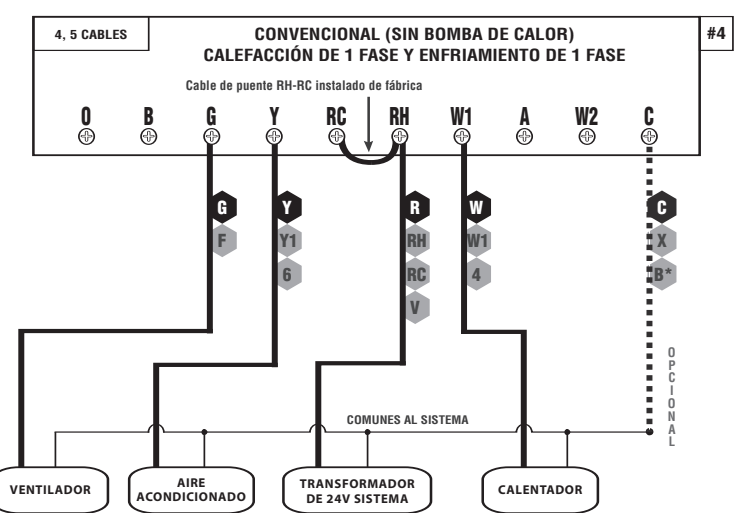 4, 5 CABLES
CONVENCIONAL (SIN BOMBA DE CALOR)
CALEFACCIÓN DE 1 FASE Y ENFRIAMIENTO DE 1 FASE
#4
Cable de puente RH-RC instalado de fábrica
O B G Y RC RH W1 A W2 C
G Y R W C
F Y1 RH W1 X
6 RC 4 B*
V
OPCIONAL
COMUNES AL SISTEMA
VENTILADOR
AIRE
ACONDICIONADO
TRANSFORMADOR
DE 24V SISTEMA
CALENTADOR